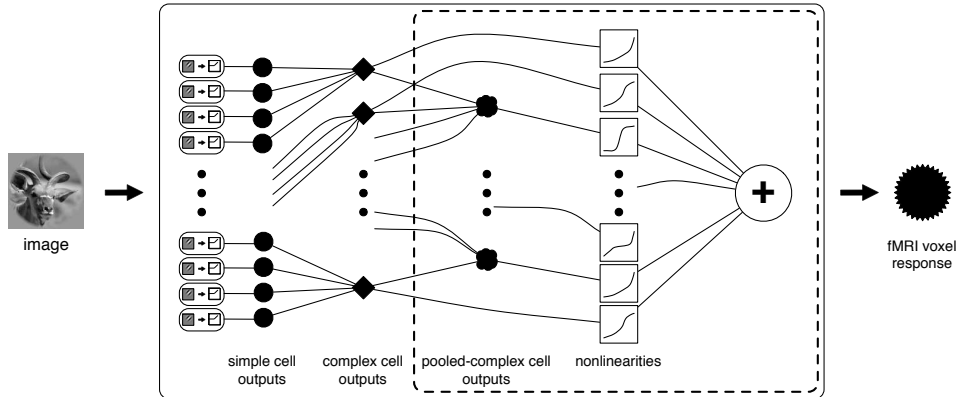 image
simple cell
outputs
complex cell
outputs
pooled-complex cell
outputs
nonlinearities
+
fMRI voxel
response